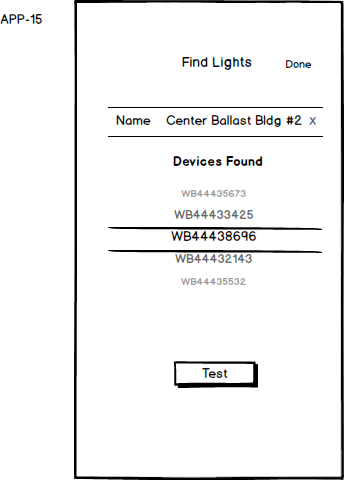 APP-15
Find Lights Done
Name Center Ballast Bldg #2 X
Devices Found
WB44435673
WB44433425
WB44438696
WB44432143
WB44435532
Test